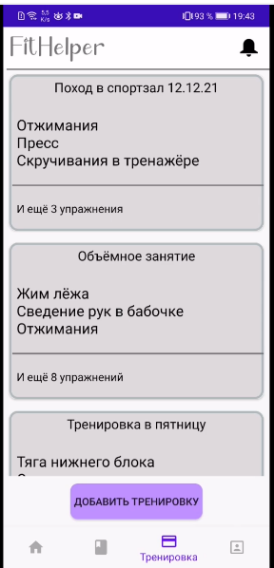 93 % 19:43
FitHelper
Поход в спортзал 12.12.21
Отжимания
Пресс
Скручивания в тренажёре
И ещё 3 упражнения
Объёмное занятие
Жим лёжа
Сведение рук в бабочке
Отжимания
И ещё 8 упражнений
Тренировка в пятницу
Тяга нижнего блока
ДОБАВИТЬ ТРЕНИРОВКУ
Тренировка